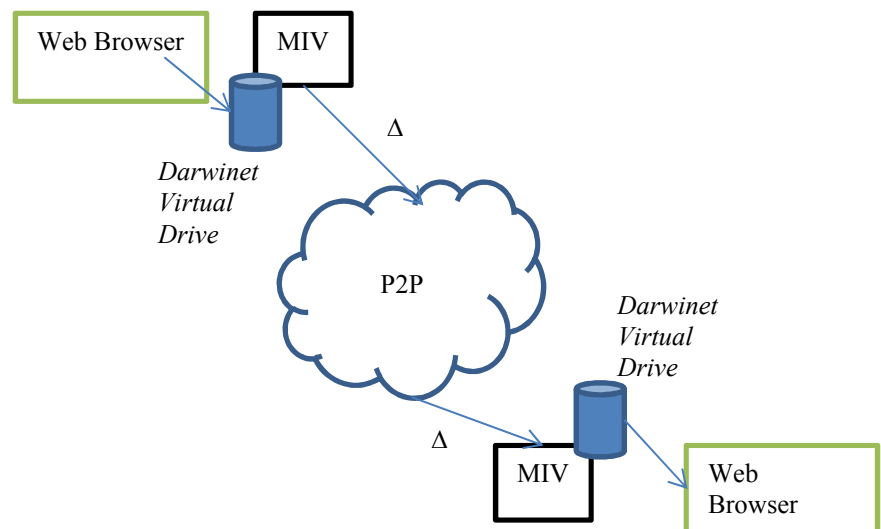 Web Browser
MIV
Δ
Darwinet
Virtual
Drive
P2P
Darwinet
Virtual
Drive
Δ
MIV
Web
Browser